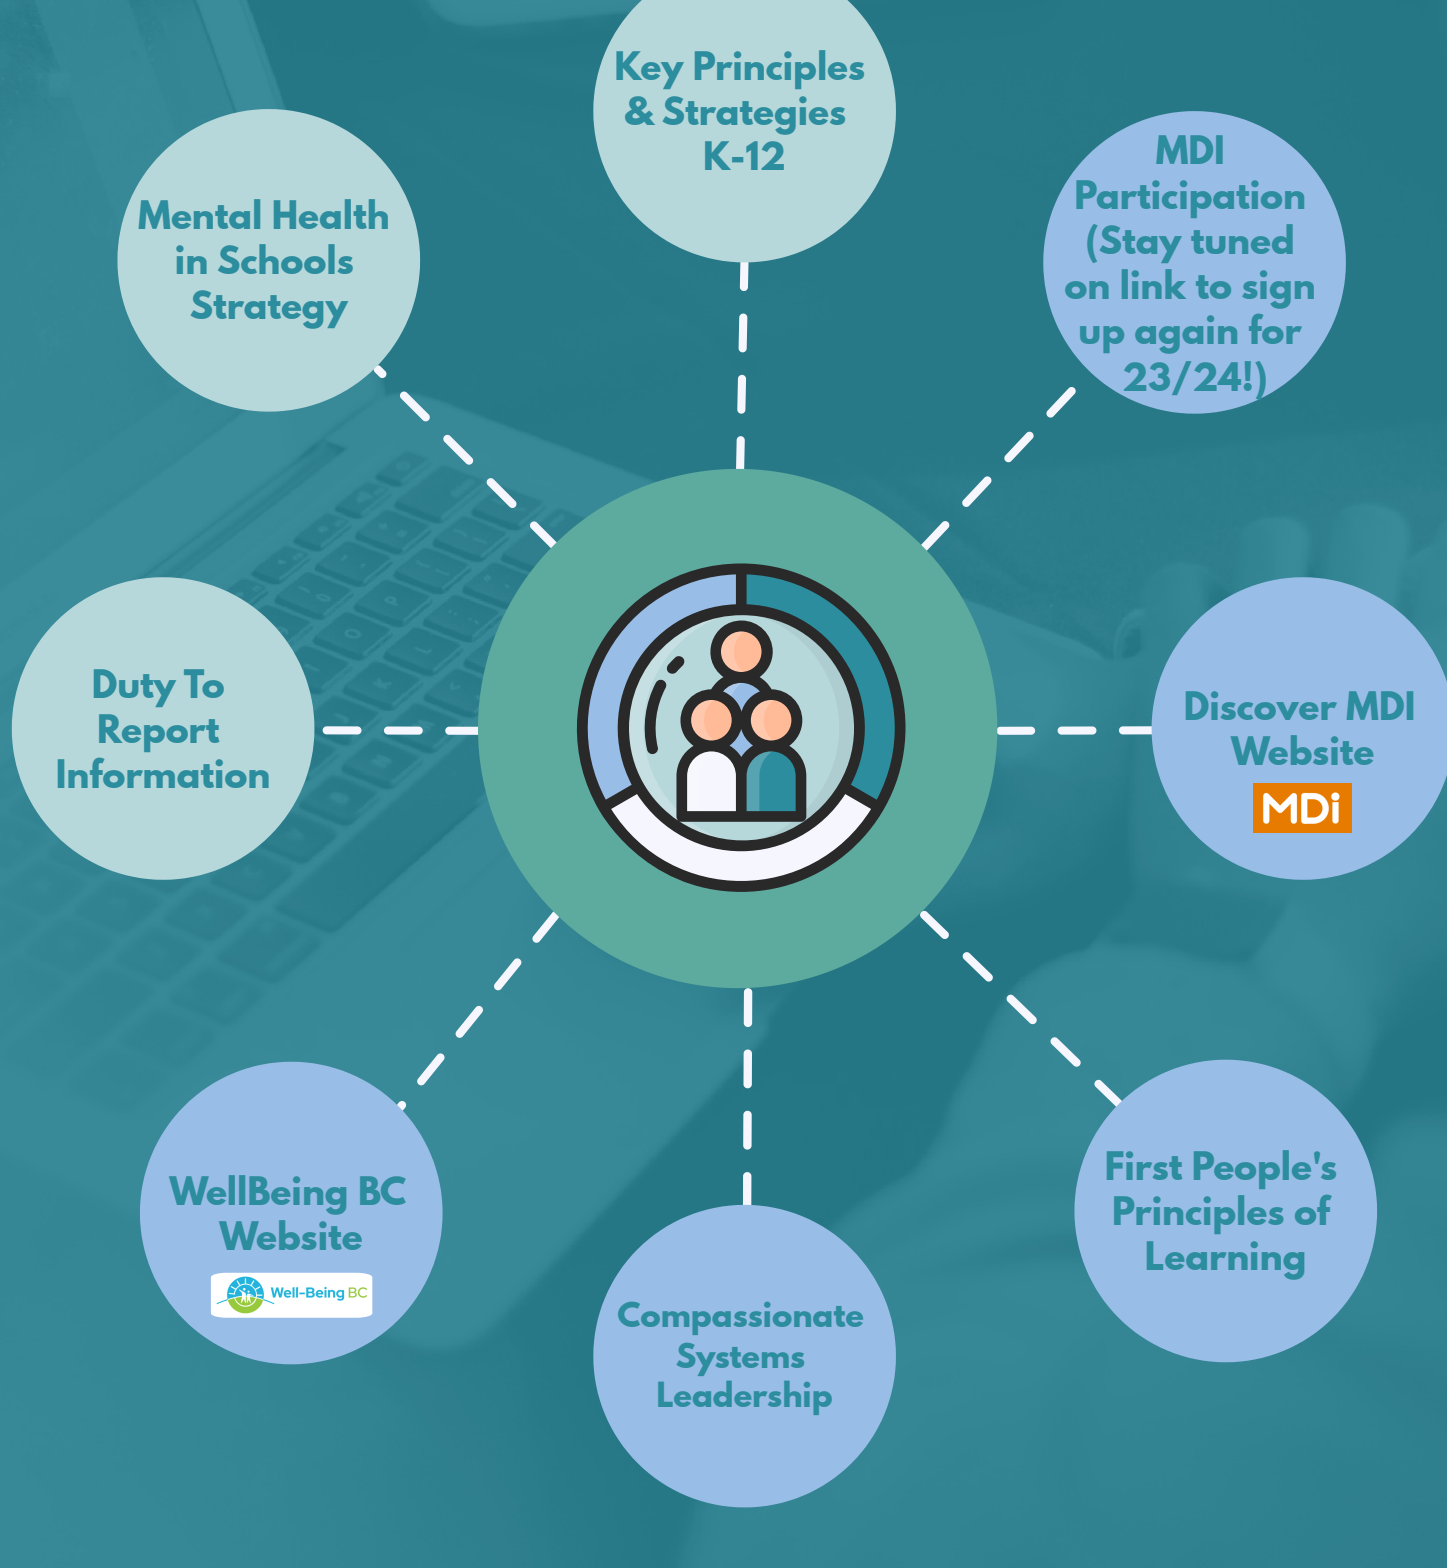 Key Principles
& Strategies
K-12
Mental Health
in Schools
Strategy
MDI
Participation
(Stay tuned
on link to sign
up again for
23/24!)
Duty To
Report
Information
Discover MDI
Website
MDi
WellBeing BC
Website
Well-Being BC
Compassionate
Systems
Leadership
First People's
Principles of
Learning